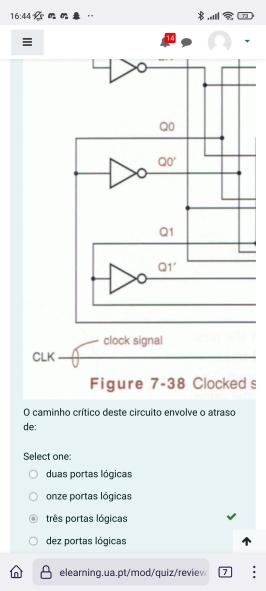 16:44
73
14
Q0
Q0'
Q1
Q1'
clock signal
CLK
Figure 7-38 Clocked s
O caminho crítico deste circuito envolve o atraso
de:
Select one:
duas portas lógicas
onze portas lógicas
três portas lógicas
dez portas lógicas
elearning.ua.pt/mod/quiz/review
7